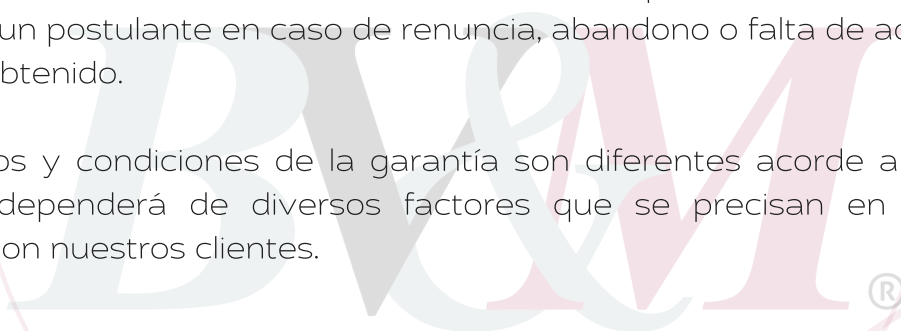 un postulante en caso de renuncia, abandono o falta de
btenido.
os y condiciones de la garantía son diferentes acorde a
dependerá de diversos factores que se precisan en
on nuestros clientes.
BV&M®